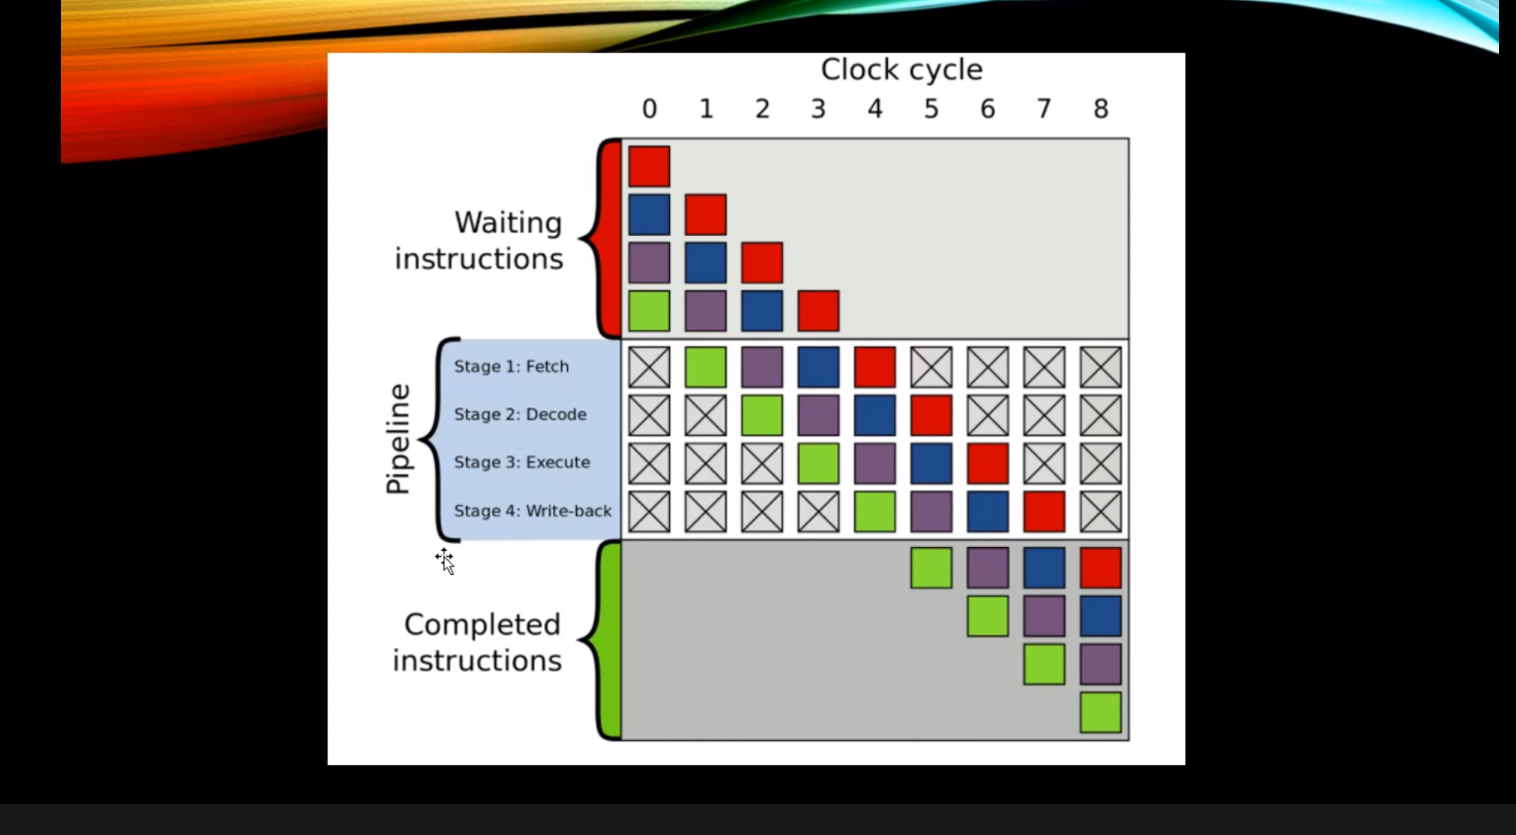 Clock cycle
0 1 2 3 4 5 6 7 8
Waiting
instructions
Pipeline
Stage 1: Fetch
Stage 2: Decode
Stage 3: Execute
Stage 4: Write-back
Completed
instructions